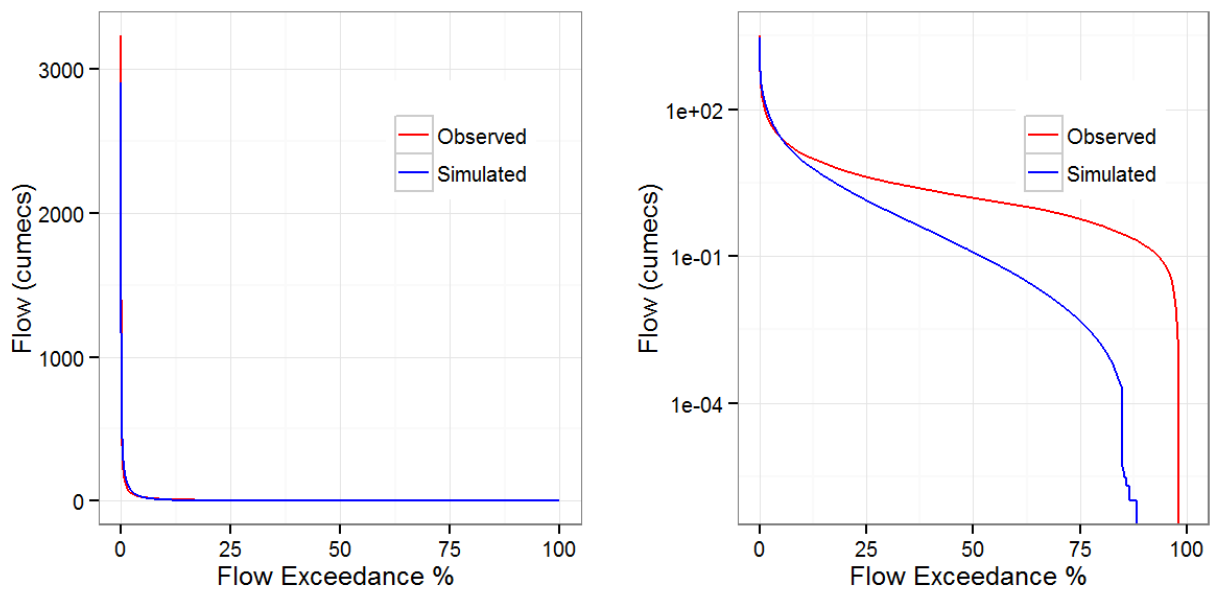 3000
2000
1000
0
Flow (cumecs)
Observed
Simulated
0
25
50
75
100
Flow Exceedance %
1e+02
1e-01
1e-04
Flow (cumecs)
Observed
Simulated
0
25
50
75
100
Flow Exceedance %